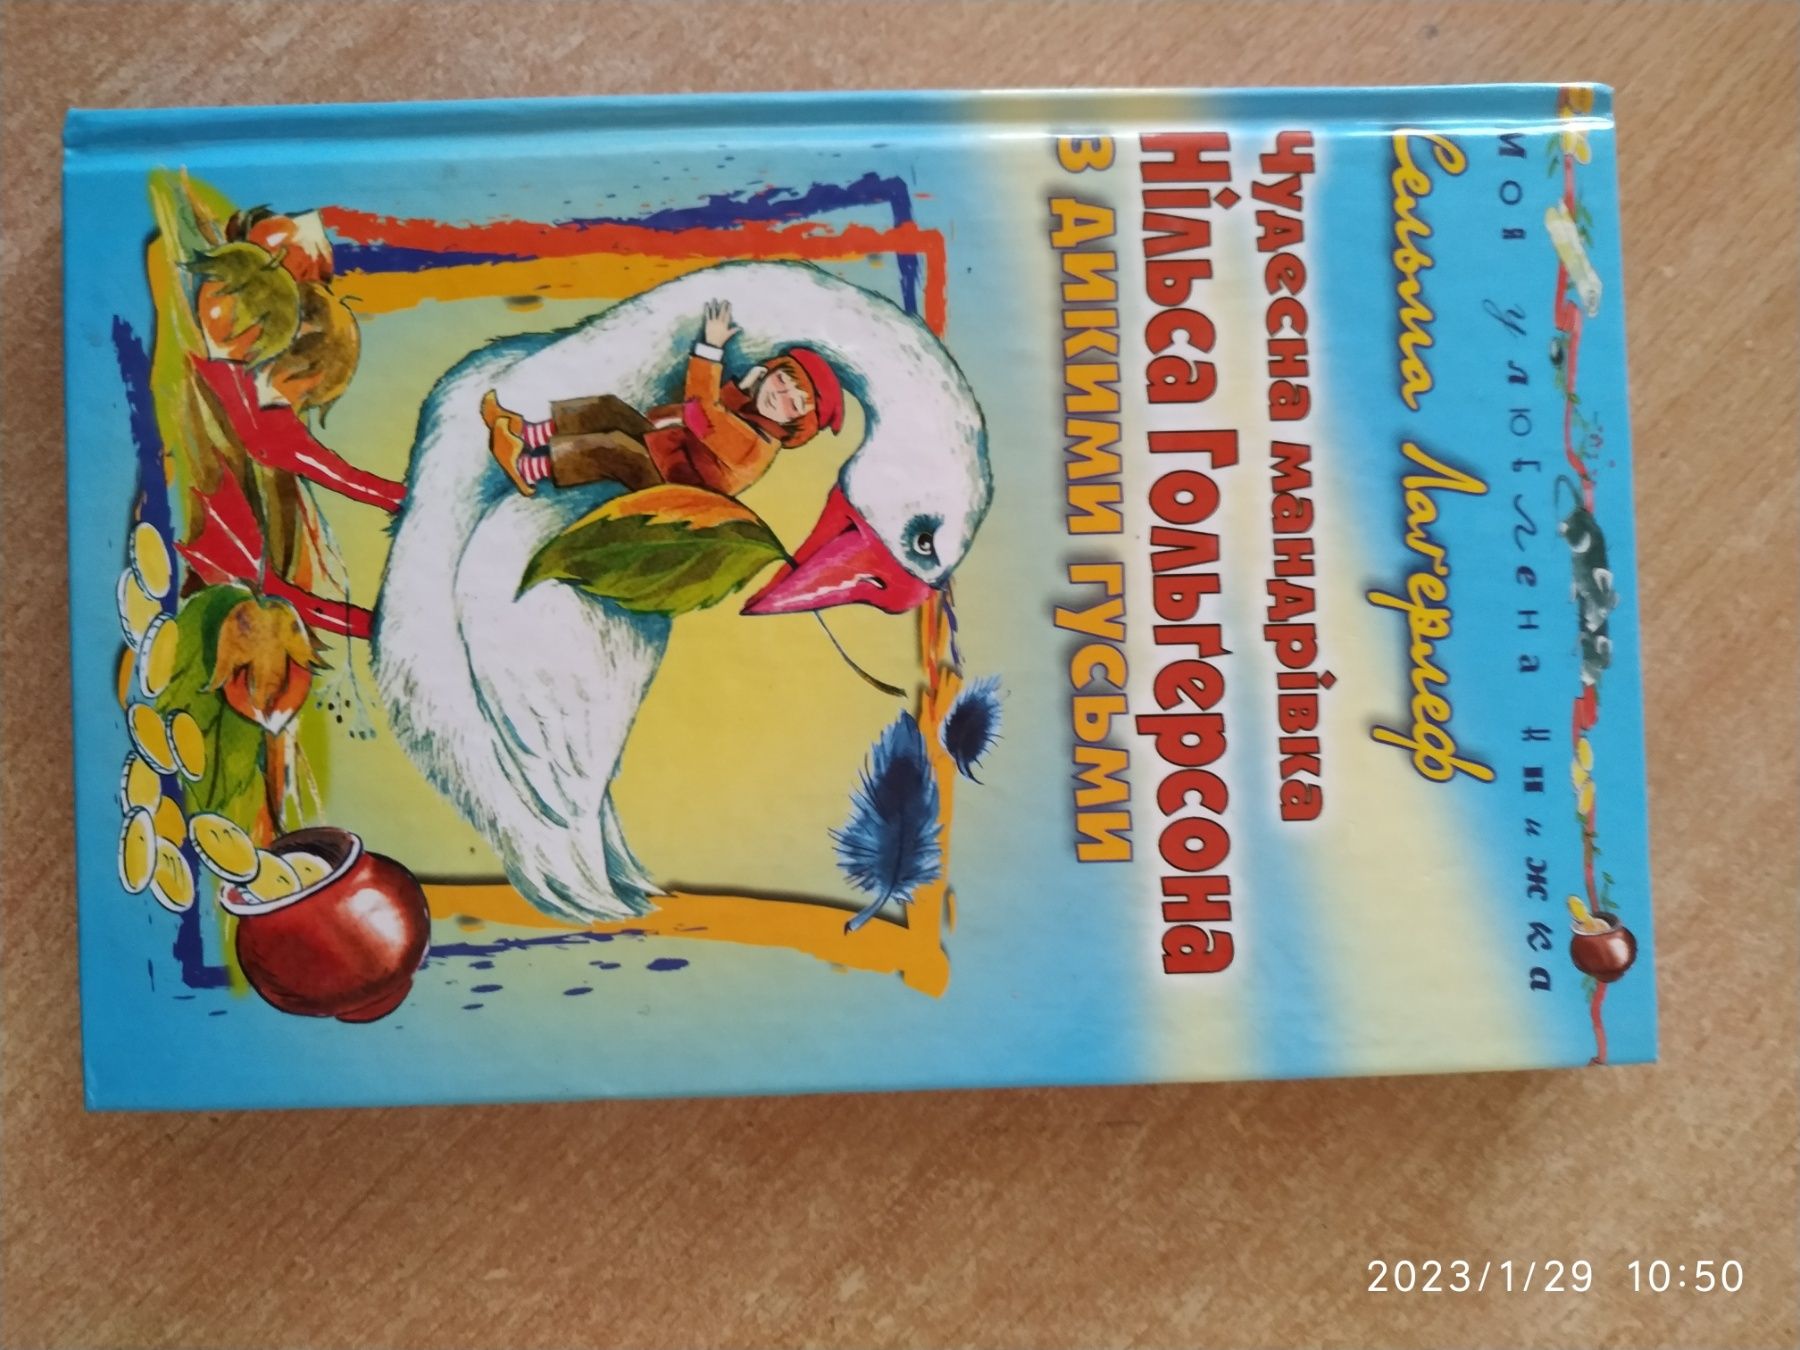 Моя улюблена книжка
Сельма Лагерлеф
Чудесна мандрівка
Нільса Гольґерсона
з дикими гусьми
2023/1/29 10:50